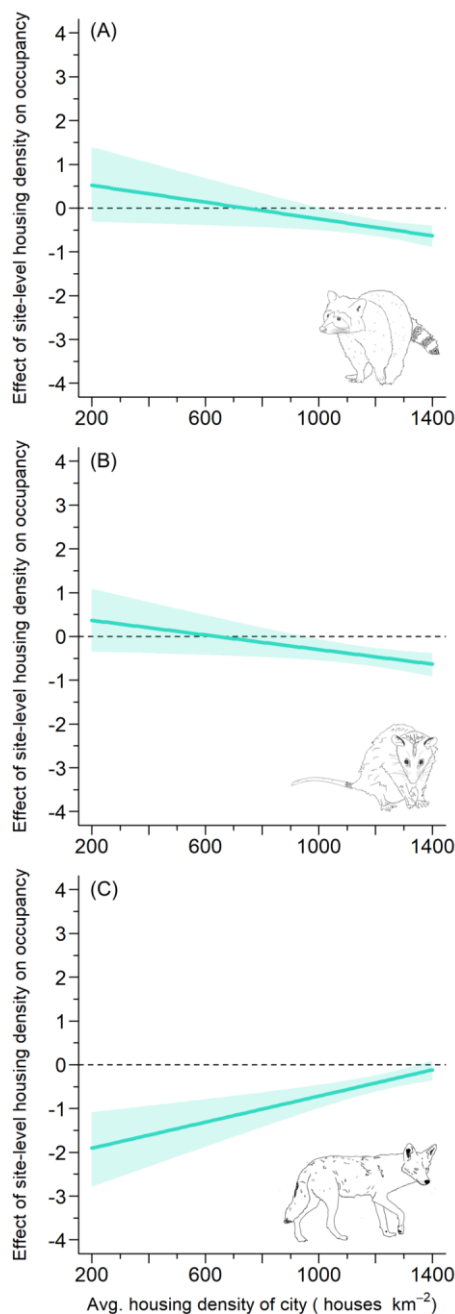 (A)
Effect of site-level housing density on occupancy
4
3
2
1
0
-1
-2
-3
-4
200 600 1000 1400
(B)
Effect of site-level housing density on occupancy
4
3
2
1
0
-1
-2
-3
-4
200 600 1000 1400
(C)
Effect of site-level housing density on occupancy
4
3
2
1
0
-1
-2
-3
-4
200 600 1000 1400
Avg. housing density of city ( houses km⁻²)